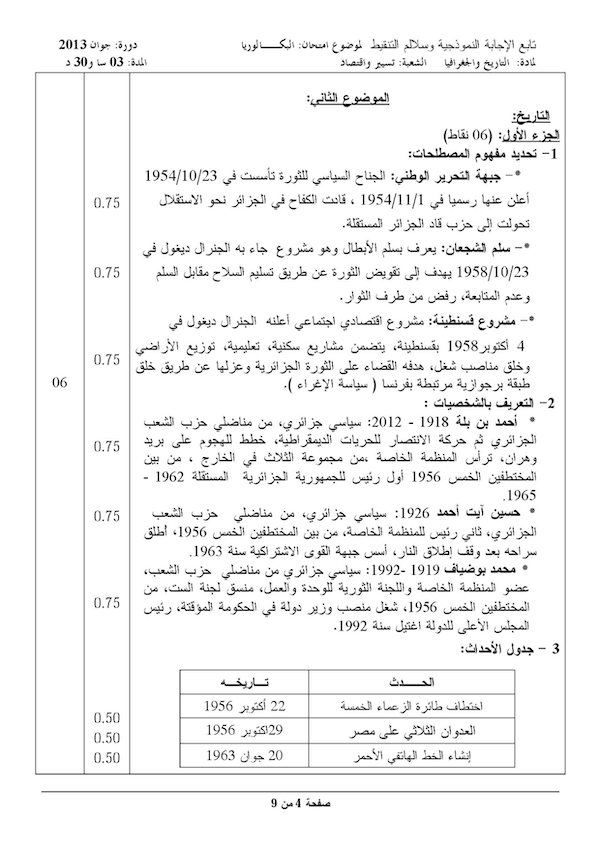 تابع الإجابة النموذجية وسلالم التنقيط لموضوع امتحان: البكـــالوريا دورة: جوان 2013
لمادة: التاريخ والجغرافيا الشعبة: تسيير واقتصاد المدة: 03 سا و30 د
الموضوع الثاني:
التاريخ:
الجزء الأول: (06 نقاط)
1- تحديد مفهوم المصطلحات:
*- جبهة التحرير الوطني: الجناح السياسي للثورة تأسست في 1954/10/23
أعلن عنها رسميا في 1954/11/1 ، قادت الكفاح في الجزائر نحو الاستقلال
0.75
تحولت إلى حزب قاد الجزائر المستقلة.
*- سلم الشجعان: يعرف بسلم الأبطال وهو مشروع جاء به الجنرال ديغول في
1958/10/23 يهدف إلى تقويض الثورة عن طريق تسليم السلاح مقابل السلم
0.75
وعدم المتابعة، رفض من طرف الثوار.
*- مشروع قسنطينة: مشروع اقتصادي اجتماعي أعلنه الجنرال ديغول في
4 أكتوبر1958 بقسنطينة، يتضمن مشاريع سكنية، تعليمية، توزيع الأراضي
وخلق مناصب شغل، هدفه القضاء على الثورة الجزائرية وعزلها عن طريق خلق
0.75
طبقة برجوازية مرتبطة بفرنسا ( سياسة الإغراء ).
06
2- التعريف بالشخصيات :
* أحمد بن بلة 1918 - 2012: سياسي جزائري، من مناضلي حزب الشعب
الجزائري ثم حركة الانتصار للحريات الديمقراطية، خطط للهجوم على بريد
0.75
وهران، ترأس المنظمة الخاصة ،من مجموعة الثلاث في الخارج ، من بين
المختطفين الخمس 1956 أول رئيس للجمهورية الجزائرية المستقلة 1962 -
1965.
* حسين آيت أحمد 1926: سياسي جزائري، من مناضلي حزب الشعب
0.75
الجزائري، ثاني رئيس للمنظمة الخاصة، من بين المختطفين الخمس 1956، أُطلق
سراحه بعد وقف إطلاق النار، أسس جبهة القوى الاشتراكية سنة 1963.
* محمد بوضياف 1919 -1992: سياسي جزائري من مناضلي حزب الشعب،
عضو المنظمة الخاصة واللجنة الثورية للوحدة والعمل، منسق لجنة الست، من
المختطفين الخمس 1956، شغل منصب وزير دولة في الحكومة المؤقتة، رئيس
0.75
المجلس الأعلى للدولة اغتيل سنة 1992.
3 - جدول الأحداث:
الحـــدث تـــاريخـــه
اختطاف طائرة الزعماء الخمسة 22 أكتوبر 1956
0.50
العدوان الثلاثي على مصر 29اكتوبر 1956
0.50
إنشاء الخط الهاتفي الأحمر 20 جوان 1963
0.50
صفحة 4 من 9